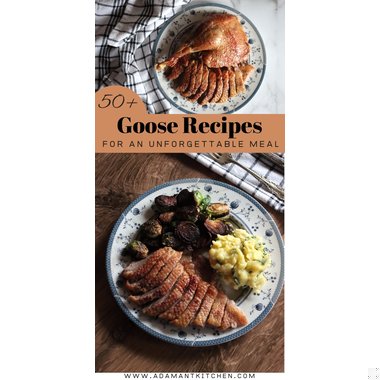 50+
Goose Recipes
FOR AN UNFORGETTABLE MEAL
WWW.ADAMANTKITCHEN.COM